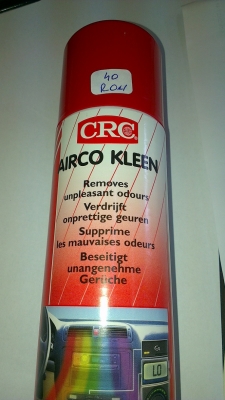 40
RON
CRC
AIRCO KLEEN
Removes
unpleasant odours
Verdrijft
onprettige geuren
Supprime
les mauvaises odeurs
Beseitigt
unangenehme
Gerüche
LO